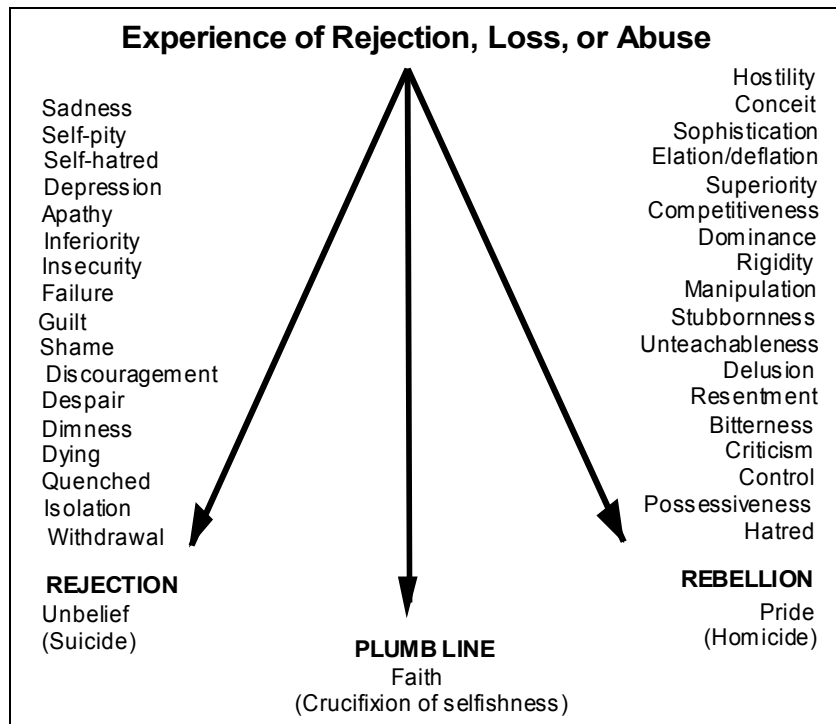 Experience of Rejection, Loss, or Abuse
Sadness
Self-pity
Self-hatred
Depression
Apathy
Inferiority
Insecurity
Failure
Guilt
Shame
Discouragement
Despair
Dimness
Dying
Quenched
Isolation
Withdrawal
REJECTION
Unbelief
(Suicide)
PLUMB LINE
Faith
(Crucifixion of selfishness)
Hostility
Conceit
Sophistication
Elation/deflation
Superiority
Competitiveness
Dominance
Rigidity
Manipulation
Stubbornness
Unteachableness
Delusion
Resentment
Bitterness
Criticism
Control
Possessiveness
Hatred
REBELLION
Pride
(Homicide)